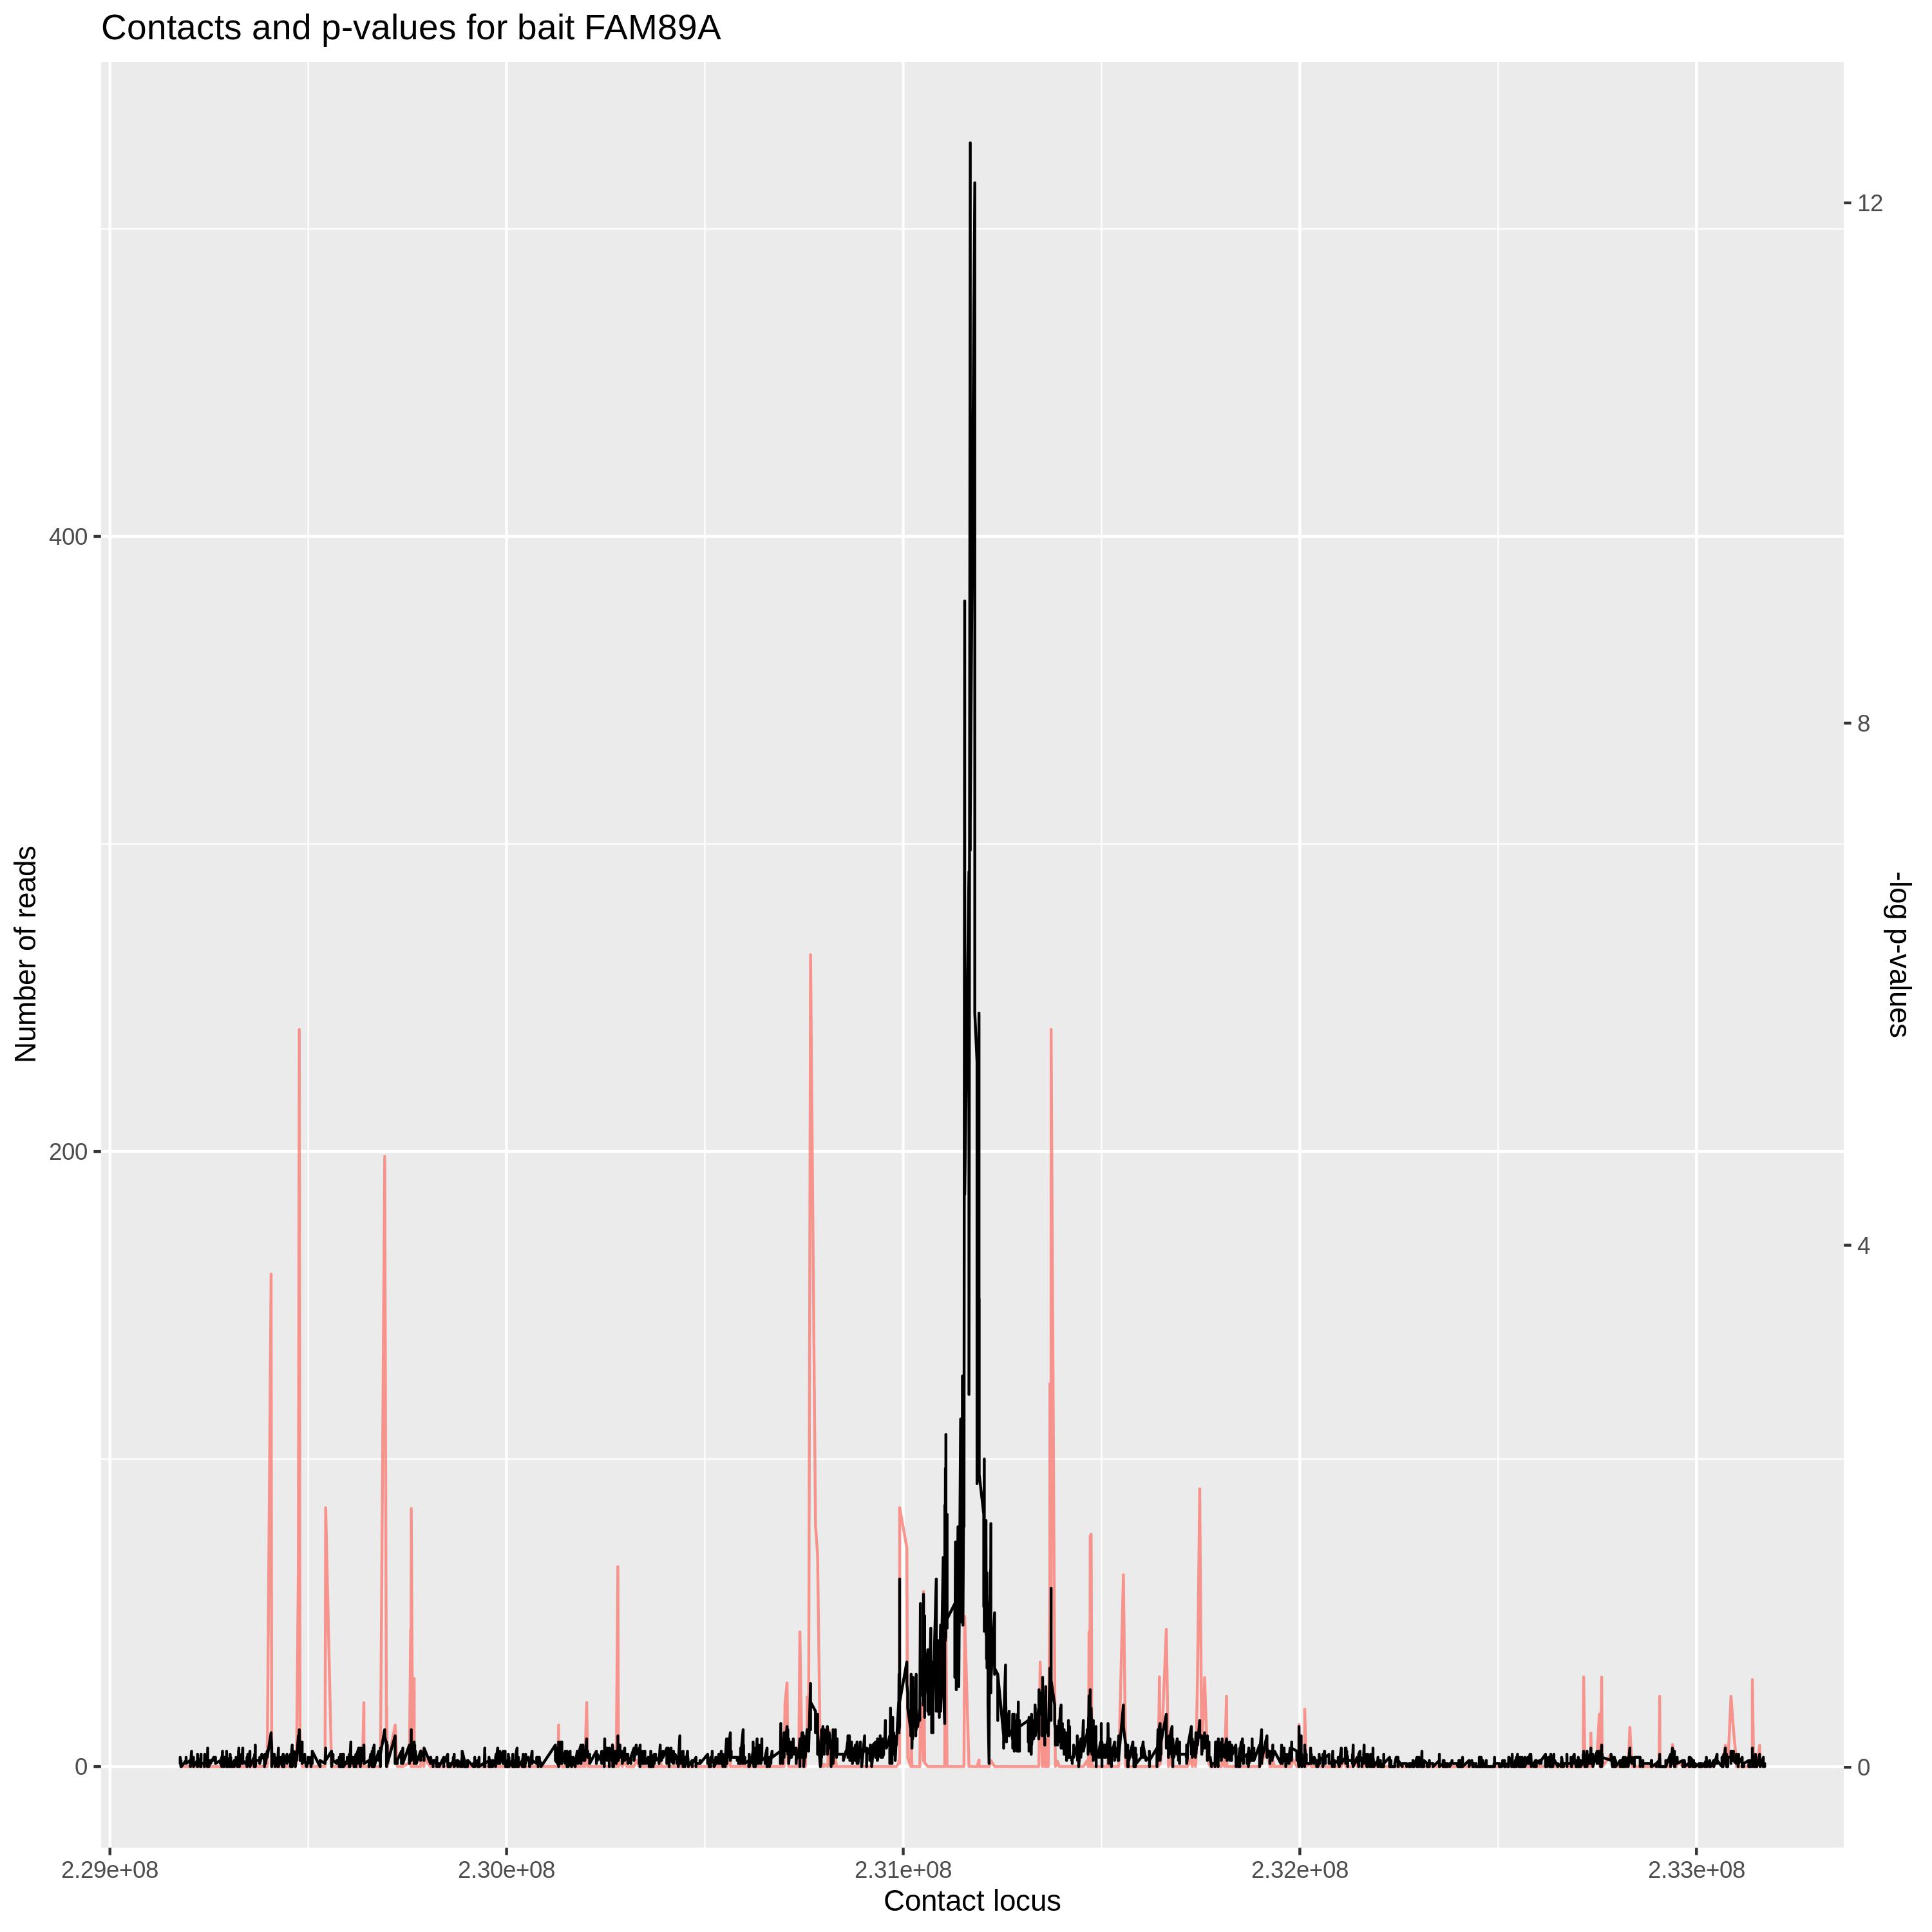 Contacts and p-values for bait FAM89A
Number of reads
400
200
0
12
8
4
0
-log p-values
2.29e+08 2.30e+08 2.31e+08 2.32e+08 2.33e+08
Contact locus